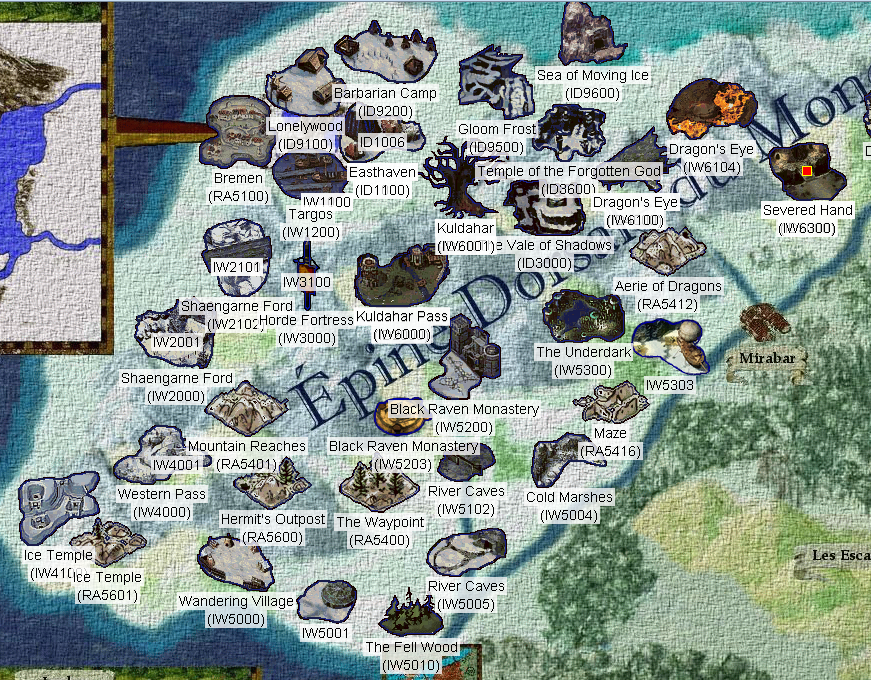 Sea of Moving Ice
(ID9600)
Barbarian Camp
(ID9200)
Lonelywood
(ID9100)
ID1006
Gloom Frost
(ID9500)
Dragon's Eye
(IW6104)
Bremen
(RA5100)
Easthaven
(ID1100)
Temple of the Forgotten God
(ID3600)
IW1100
Targos
(IW1200)
Dragon's Eye
(IW6100)
Severed Hand
(IW6300)
Kuldahar
(IW6001)
e Vale of Shadows
(ID3000)
IW2101
IW3100
Aerie of Dragons
(RA5412)
Épine Dorsale du Mon
Shaengarne Ford
(IW2102)
Horde Fortress
(IW3000)
Kuldahar Pass
(IW6000)
IW2001
The Underdark
(IW5300)
Mirabar
Shaengarne Ford
(IW2000)
IW5303
Black Raven Monastery
(IW5200)
Maze
(RA5416)
Mountain Reaches
(RA5401)
Black Raven Monastery
(IW5203)
IW4001
Western Pass
(IW4000)
River Caves
(IW5102)
Cold Marshes
(IW5004)
Hermit's Outpost
(RA5600)
The Waypoint
(RA5400)
Ice Temple
(IW410
Ice Temple
(RA5601)
Les Esca
Wandering Village
(IW5000)
River Caves
(IW5005)
IW5001
The Fell Wood
(IW5010)